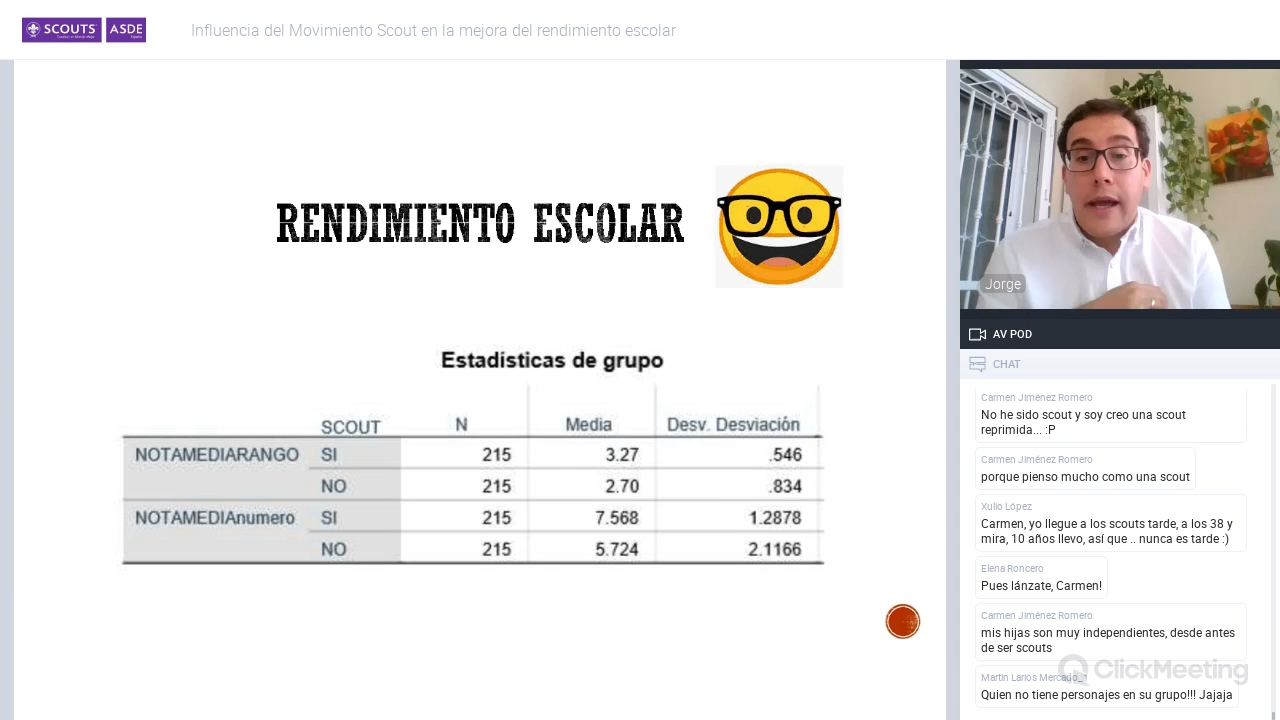 SCOUTS
ASDE
Influencia del Movimiento Scout en la mejora del rendimiento escolar
RENDIMIENTO ESCOLAR
Estadísticas de grupo
SCOUT N Media Desv. Desviación
NOTAMEDIARANGO SI 215 3.27 .546
NO 215 2.70 .834
NOTAMEDIAnumero SI 215 7.568 1.2878
NO 215 5.724 2.1166
Jorge
AV POD
CHAT
Carmen Jiménez Romero
No he sido scout y soy creo una scout
reprimida... :P
Carmen Jiménez Romero
porque pienso mucho como una scout
Xulio López
Carmen, yo llegue a los scouts tarde, a los 38 y
mira, 10 años llevo, así que .. nunca es tarde :)
Elena Roncero
Pues lánzate, Carmen!
Carmen Jiménez Romero
mis hijas son muy independientes, desde antes
de ser scouts
ClickMeeting
Martin Larios Mercado_1
Quien no tiene personajes en su grupo!!! Jajaja